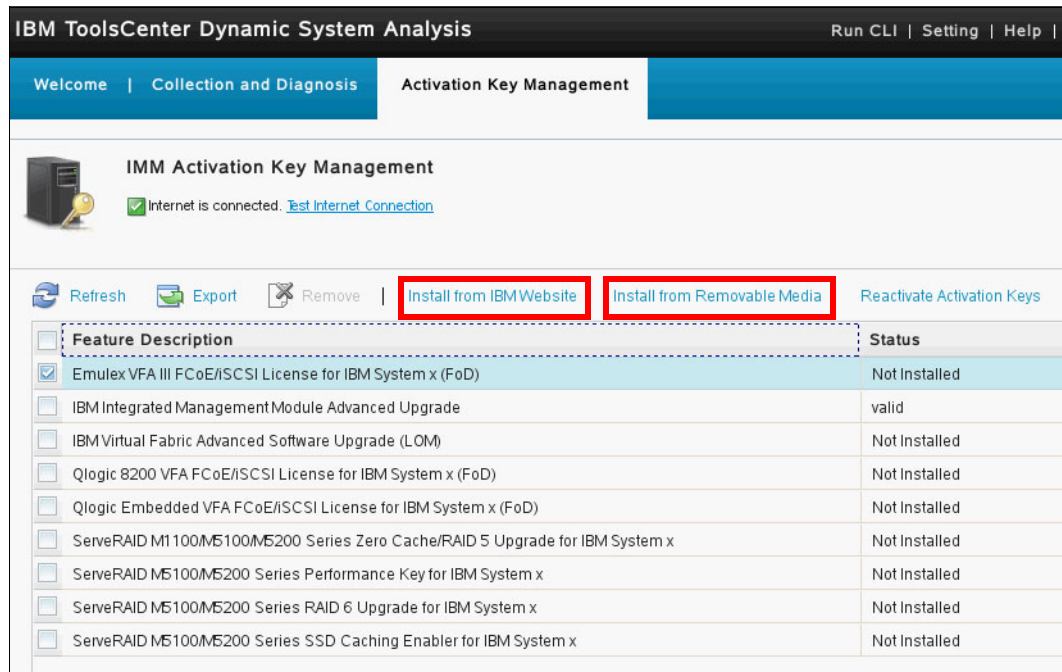 IBM ToolsCenter Dynamic System Analysis
Run CLI | Setting | Help |
Welcome | Collection and Diagnosis Activation Key Management
IMM Activation Key Management
Internet is connected. Test Internet Connection
Refresh Export Remove | Install from IBM Website Install from Removable Media Reactivate Activation Keys
Feature Description Status
Emulex VFA III FCoE/iSCSI License for IBM System x (FoD) Not Installed
IBM Integrated Management Module Advanced Upgrade valid
IBM Virtual Fabric Advanced Software Upgrade (LOM) Not Installed
Qlogic 8200 VFA FCoE/iSCSI License for IBM System x (FoD) Not Installed
Qlogic Embedded VFA FCoE/iSCSI License for IBM System x (FoD) Not Installed
ServeRAID M1100/M5100/M5200 Series Zero Cache/RAID 5 Upgrade for IBM System x Not Installed
ServeRAID M5100/M5200 Series Performance Key for IBM System x Not Installed
ServeRAID M5100/M5200 Series RAID 6 Upgrade for IBM System x Not Installed
ServeRAID M5100/M5200 Series SSD Caching Enabler for IBM System x Not Installed